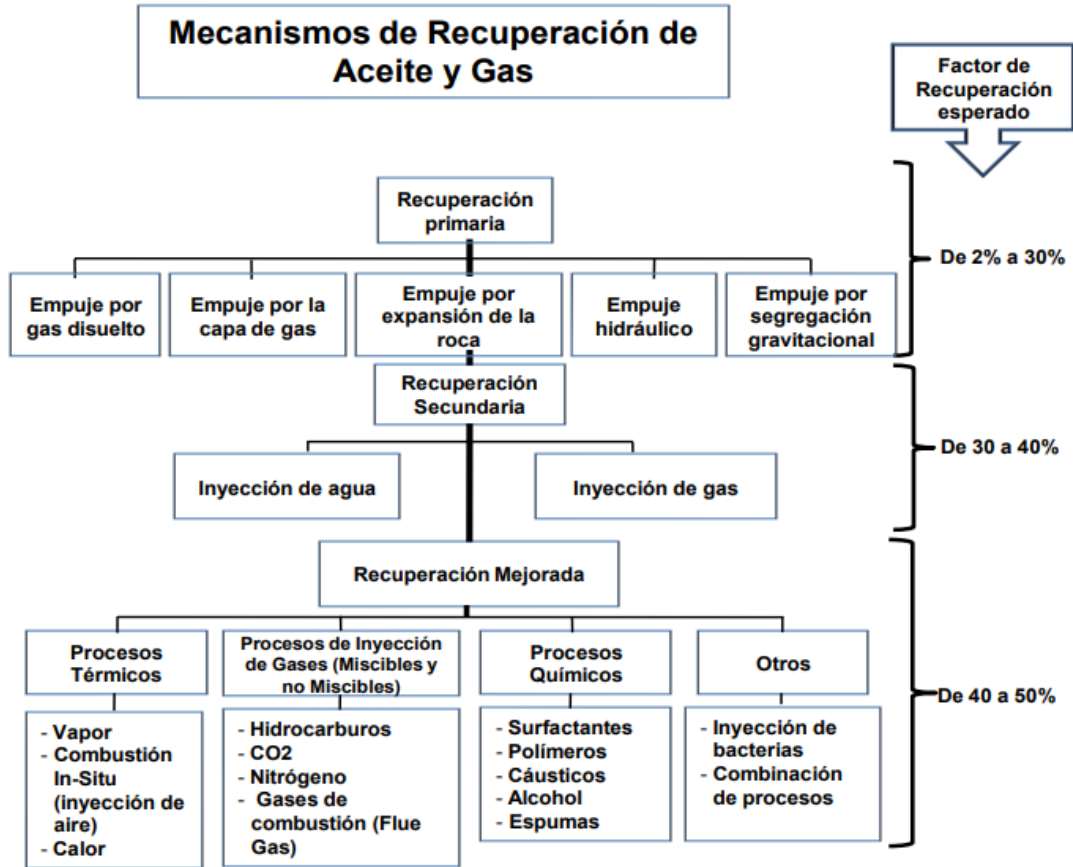 Mecanismos de Recuperación de
Aceite y Gas
Factor de
Recuperación
esperado
Recuperación
primaria
De 2% a 30%
Empuje por
gas disuelto
Empuje por la
capa de gas
Empuje por
expansión de la
roca
Empuje
hidráulico
Empuje por
segregación
gravitacional
Recuperación
Secundaria
De 30 a 40%
Inyección de agua
Inyección de gas
Recuperación Mejorada
Procesos
Térmicos
Procesos de Inyección
de Gases (Miscibles y
no Miscibles)
Procesos
Químicos
Otros
De 40 a 50%
- Vapor
- Combustión
In-Situ
(inyección de
aire)
- Calor
- Hidrocarburos
- CO2
- Nitrógeno
- Gases de
combustión (Flue
Gas)
- Surfactantes
- Polímeros
- Cáusticos
- Alcohol
- Espumas
- Inyección de
bacterias
- Combinación
de procesos